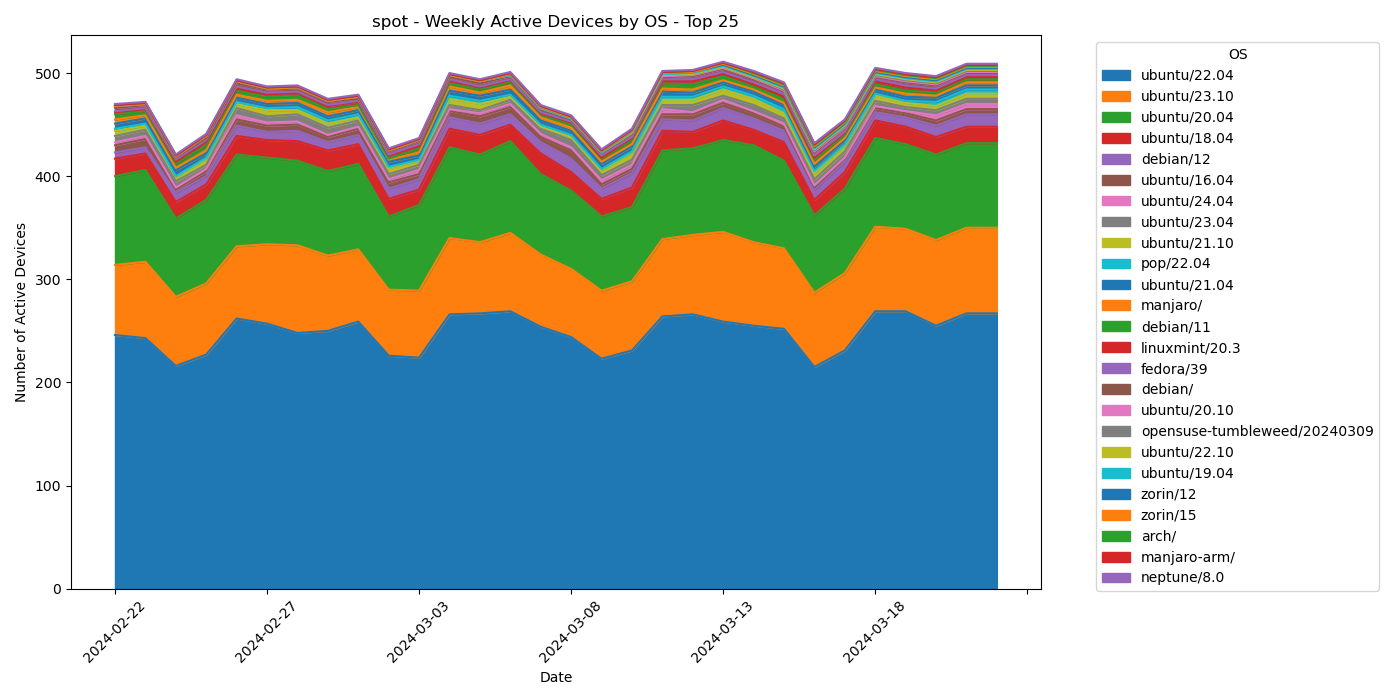 spot - Weekly Active Devices by OS - Top 25
Number of Active Devices
500
400
300
200
100
0
2024-02-22
2024-02-27
2024-03-03
2024-03-08
2024-03-13
2024-03-18
Date
OS
ubuntu/22.04
ubuntu/23.10
ubuntu/20.04
ubuntu/18.04
debian/12
ubuntu/16.04
ubuntu/24.04
ubuntu/23.04
ubuntu/21.10
pop/22.04
ubuntu/21.04
manjaro/
debian/11
linuxmint/20.3
fedora/39
debian/
ubuntu/20.10
opensuse-tumbleweed/20240309
ubuntu/22.10
ubuntu/19.04
zorin/12
zorin/15
arch/
manjaro-arm/
neptune/8.0